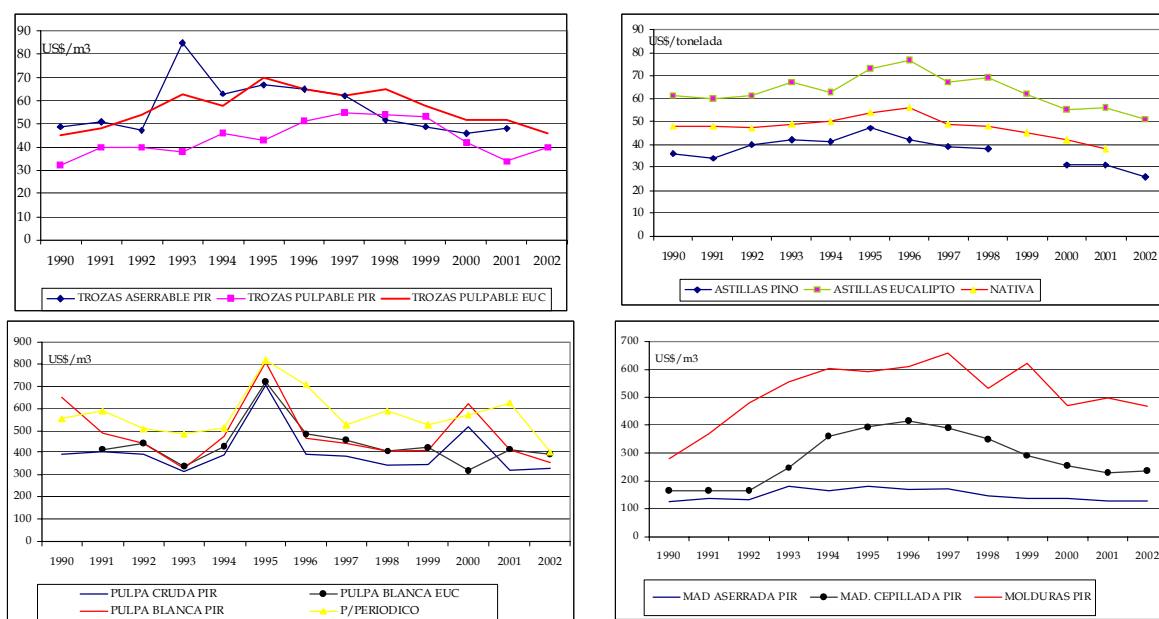 90
80
70
60
50
40
30
20
10
0
US$/m3
1990 1991 1992 1993 1994 1995 1996 1997 1998 1999 2000 2001 2002
TROZAS ASERRABLE PIR TROZAS PULPABLE PIR TROZAS PULPABLE EUC
90
80
70
60
50
40
30
20
10
0
US$/tonelada
1990 1991 1992 1993 1994 1995 1996 1997 1998 1999 2000 2001 2002
ASTILLAS PINO ASTILLAS EUCALIPTO NATIVA
900
800
700
600
500
400
300
200
100
0
US$/m3
1990 1991 1992 1993 1994 1995 1996 1997 1998 1999 2000 2001 2002
PULPA CRUDA PIR PULPA BLANCA EUC
PULPA BLANCA PIR P/PERIODICO
700
600
500
400
300
200
100
0
US$/m3
1990 1991 1992 1993 1994 1995 1996 1997 1998 1999 2000 2001 2002
MAD ASERRADA PIR MAD. CEPILLADA PIR MOLDURAS PIR